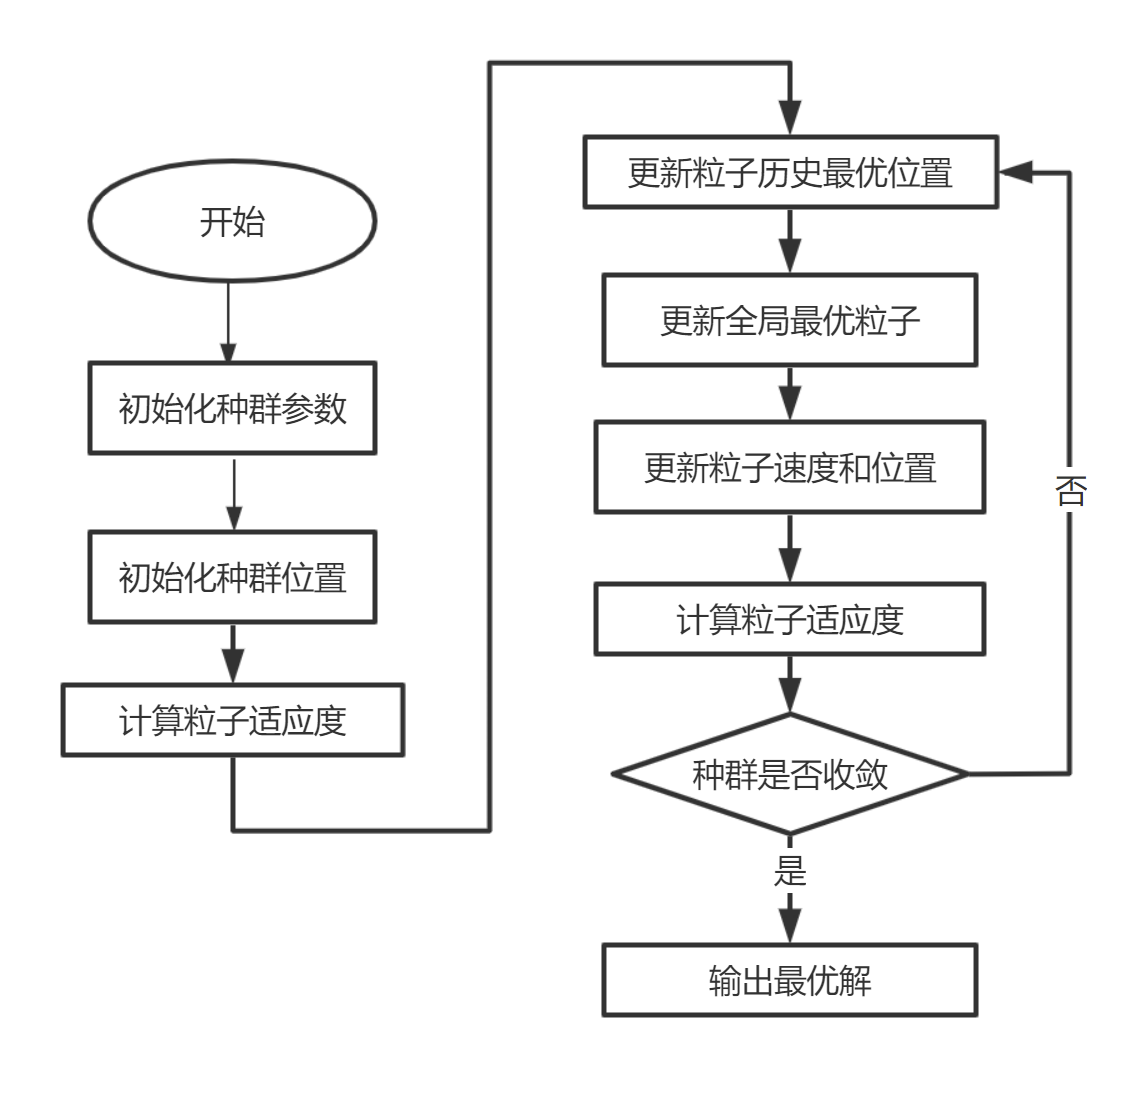 开始
初始化种群参数
初始化种群位置
计算粒子适应度
更新粒子历史最优位置
更新全局最优粒子
更新粒子速度和位置
计算粒子适应度
种群是否收敛
否
是
输出最优解